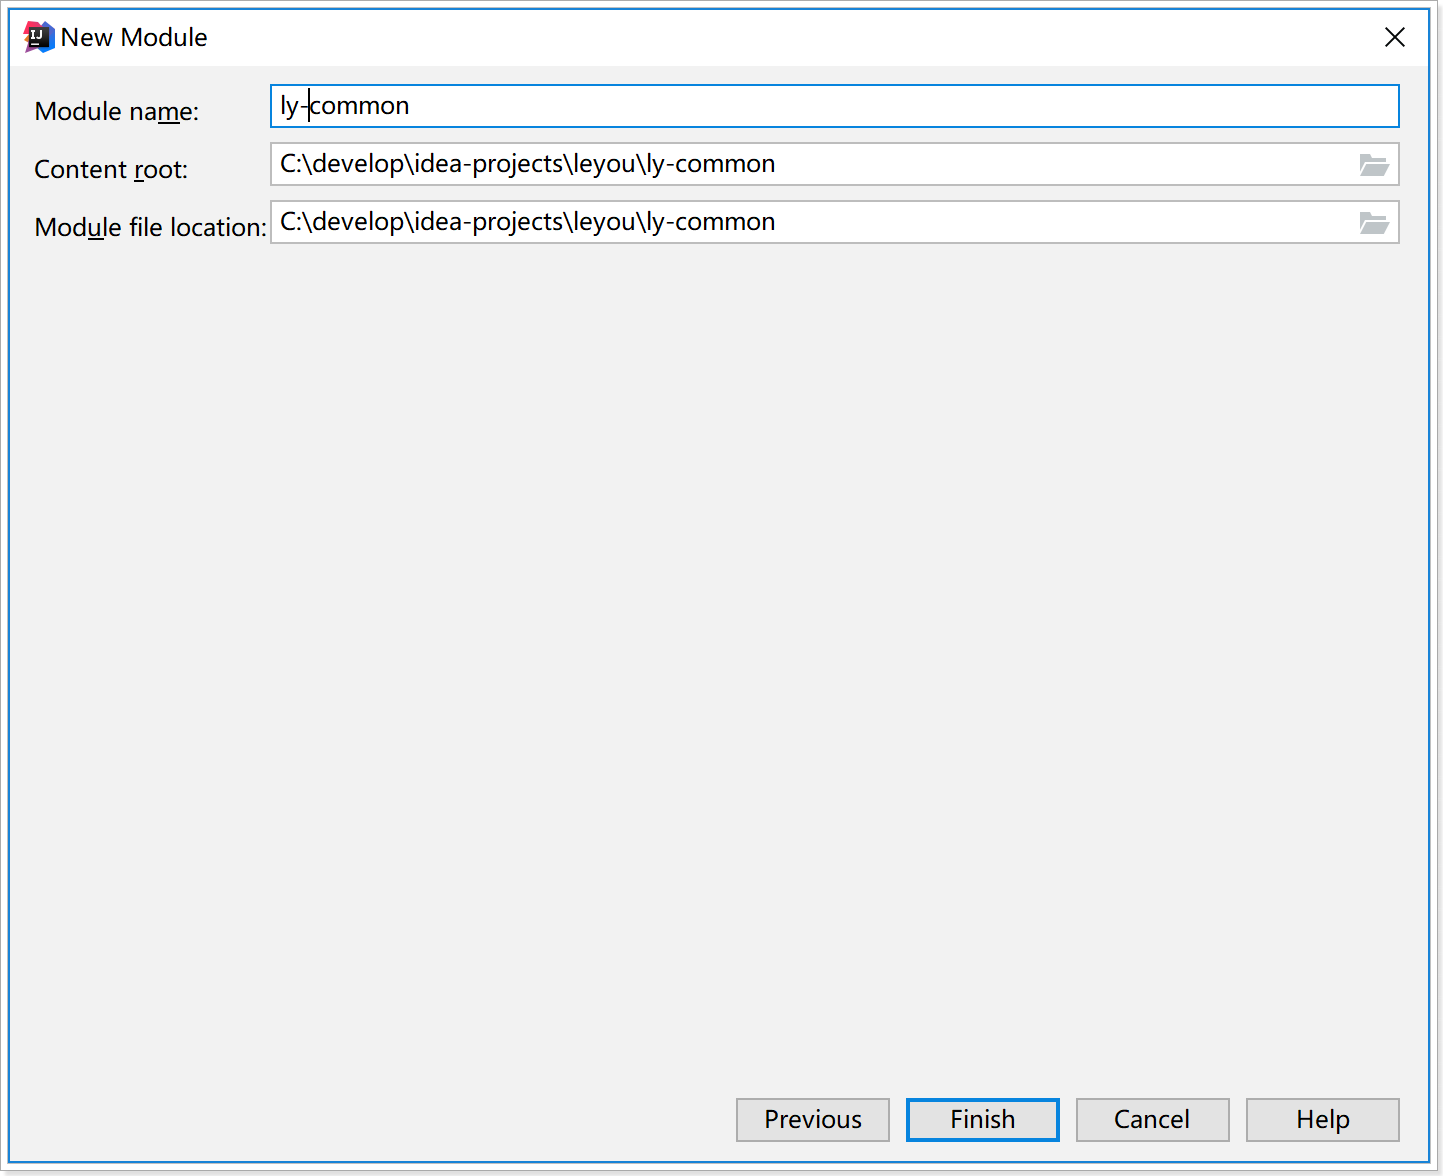 IJ New Module
Module name: ly-common
Content root: C:\develop\idea-projects\leyou\ly-common
Module file location: C:\develop\idea-projects\leyou\ly-common
Previous Finish Cancel Help